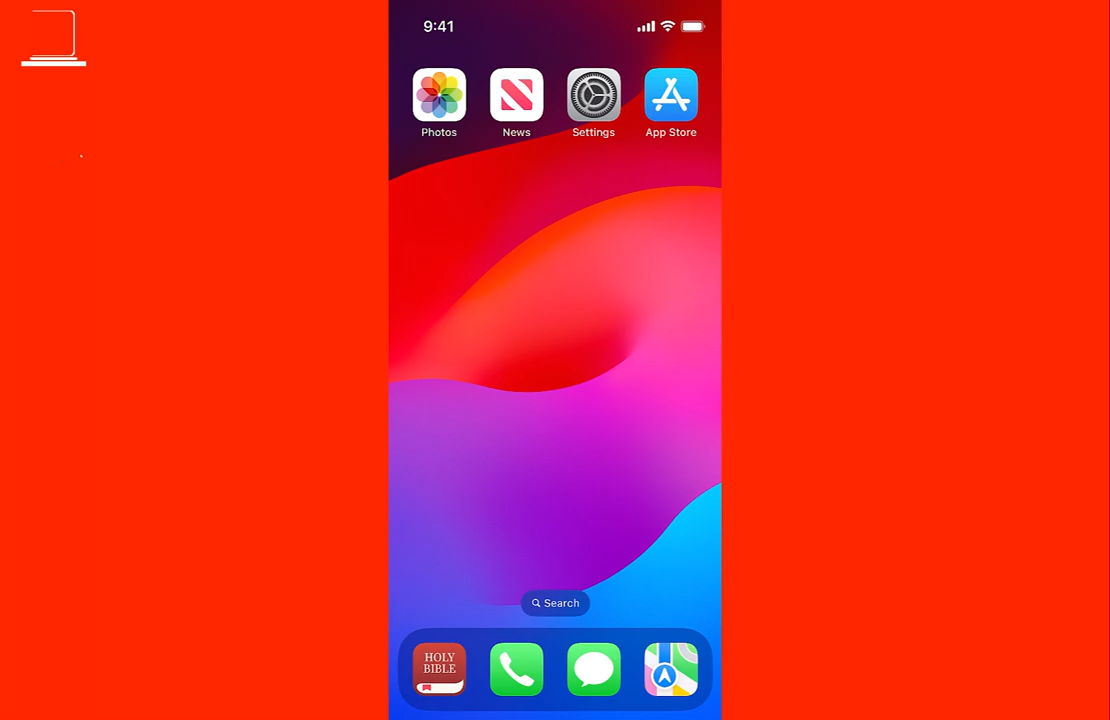 9:41
Photos
News
Settings
App Store
Search
HOLY
BIBLE